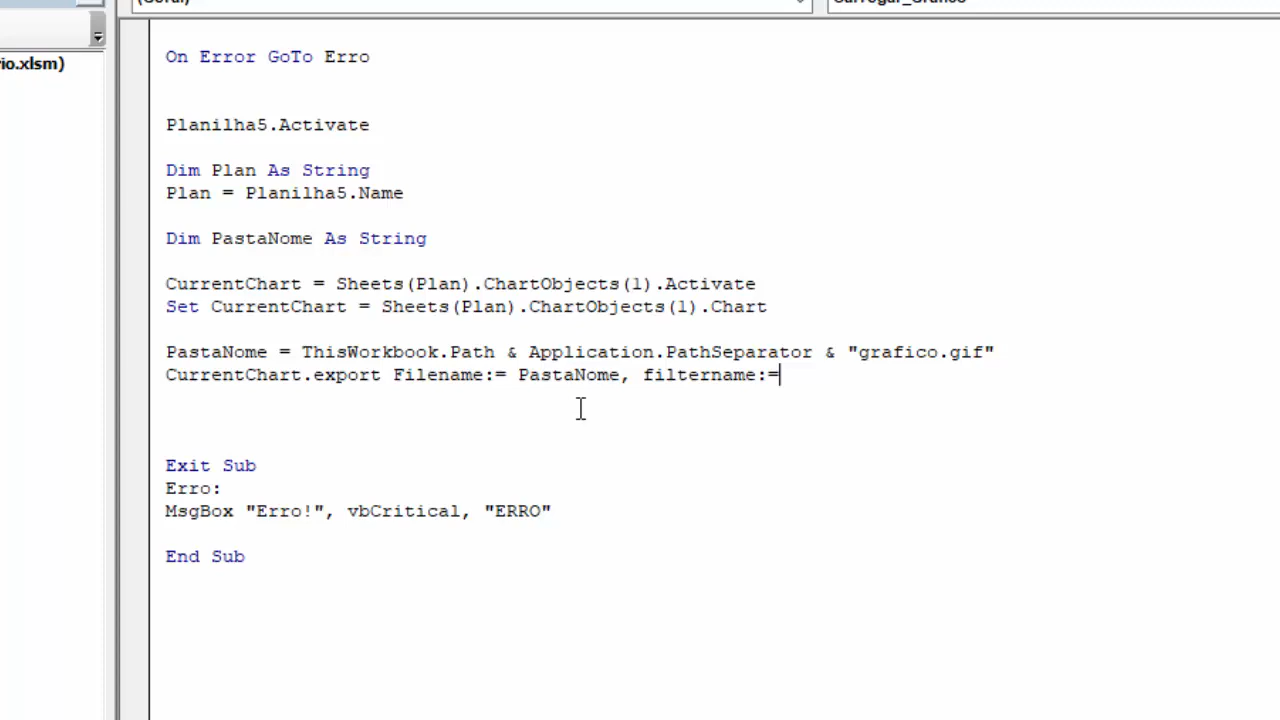 On Error GoTo Erro
io.xlsm)
Planilha5.Activate
Dim Plan As String
Plan = Planilha5.Name
Dim PastaNome As String
CurrentChart = Sheets(Plan).ChartObjects(1).Activate
Set CurrentChart = Sheets(Plan).ChartObjects(1).Chart
PastaNome = ThisWorkbook.Path & Application.PathSeparator & "grafico.gif"
CurrentChart.export Filename:= PastaNome, filtername:=
Exit Sub
Erro:
MsgBox "Erro!", vbCritical, "ERRO"
End Sub